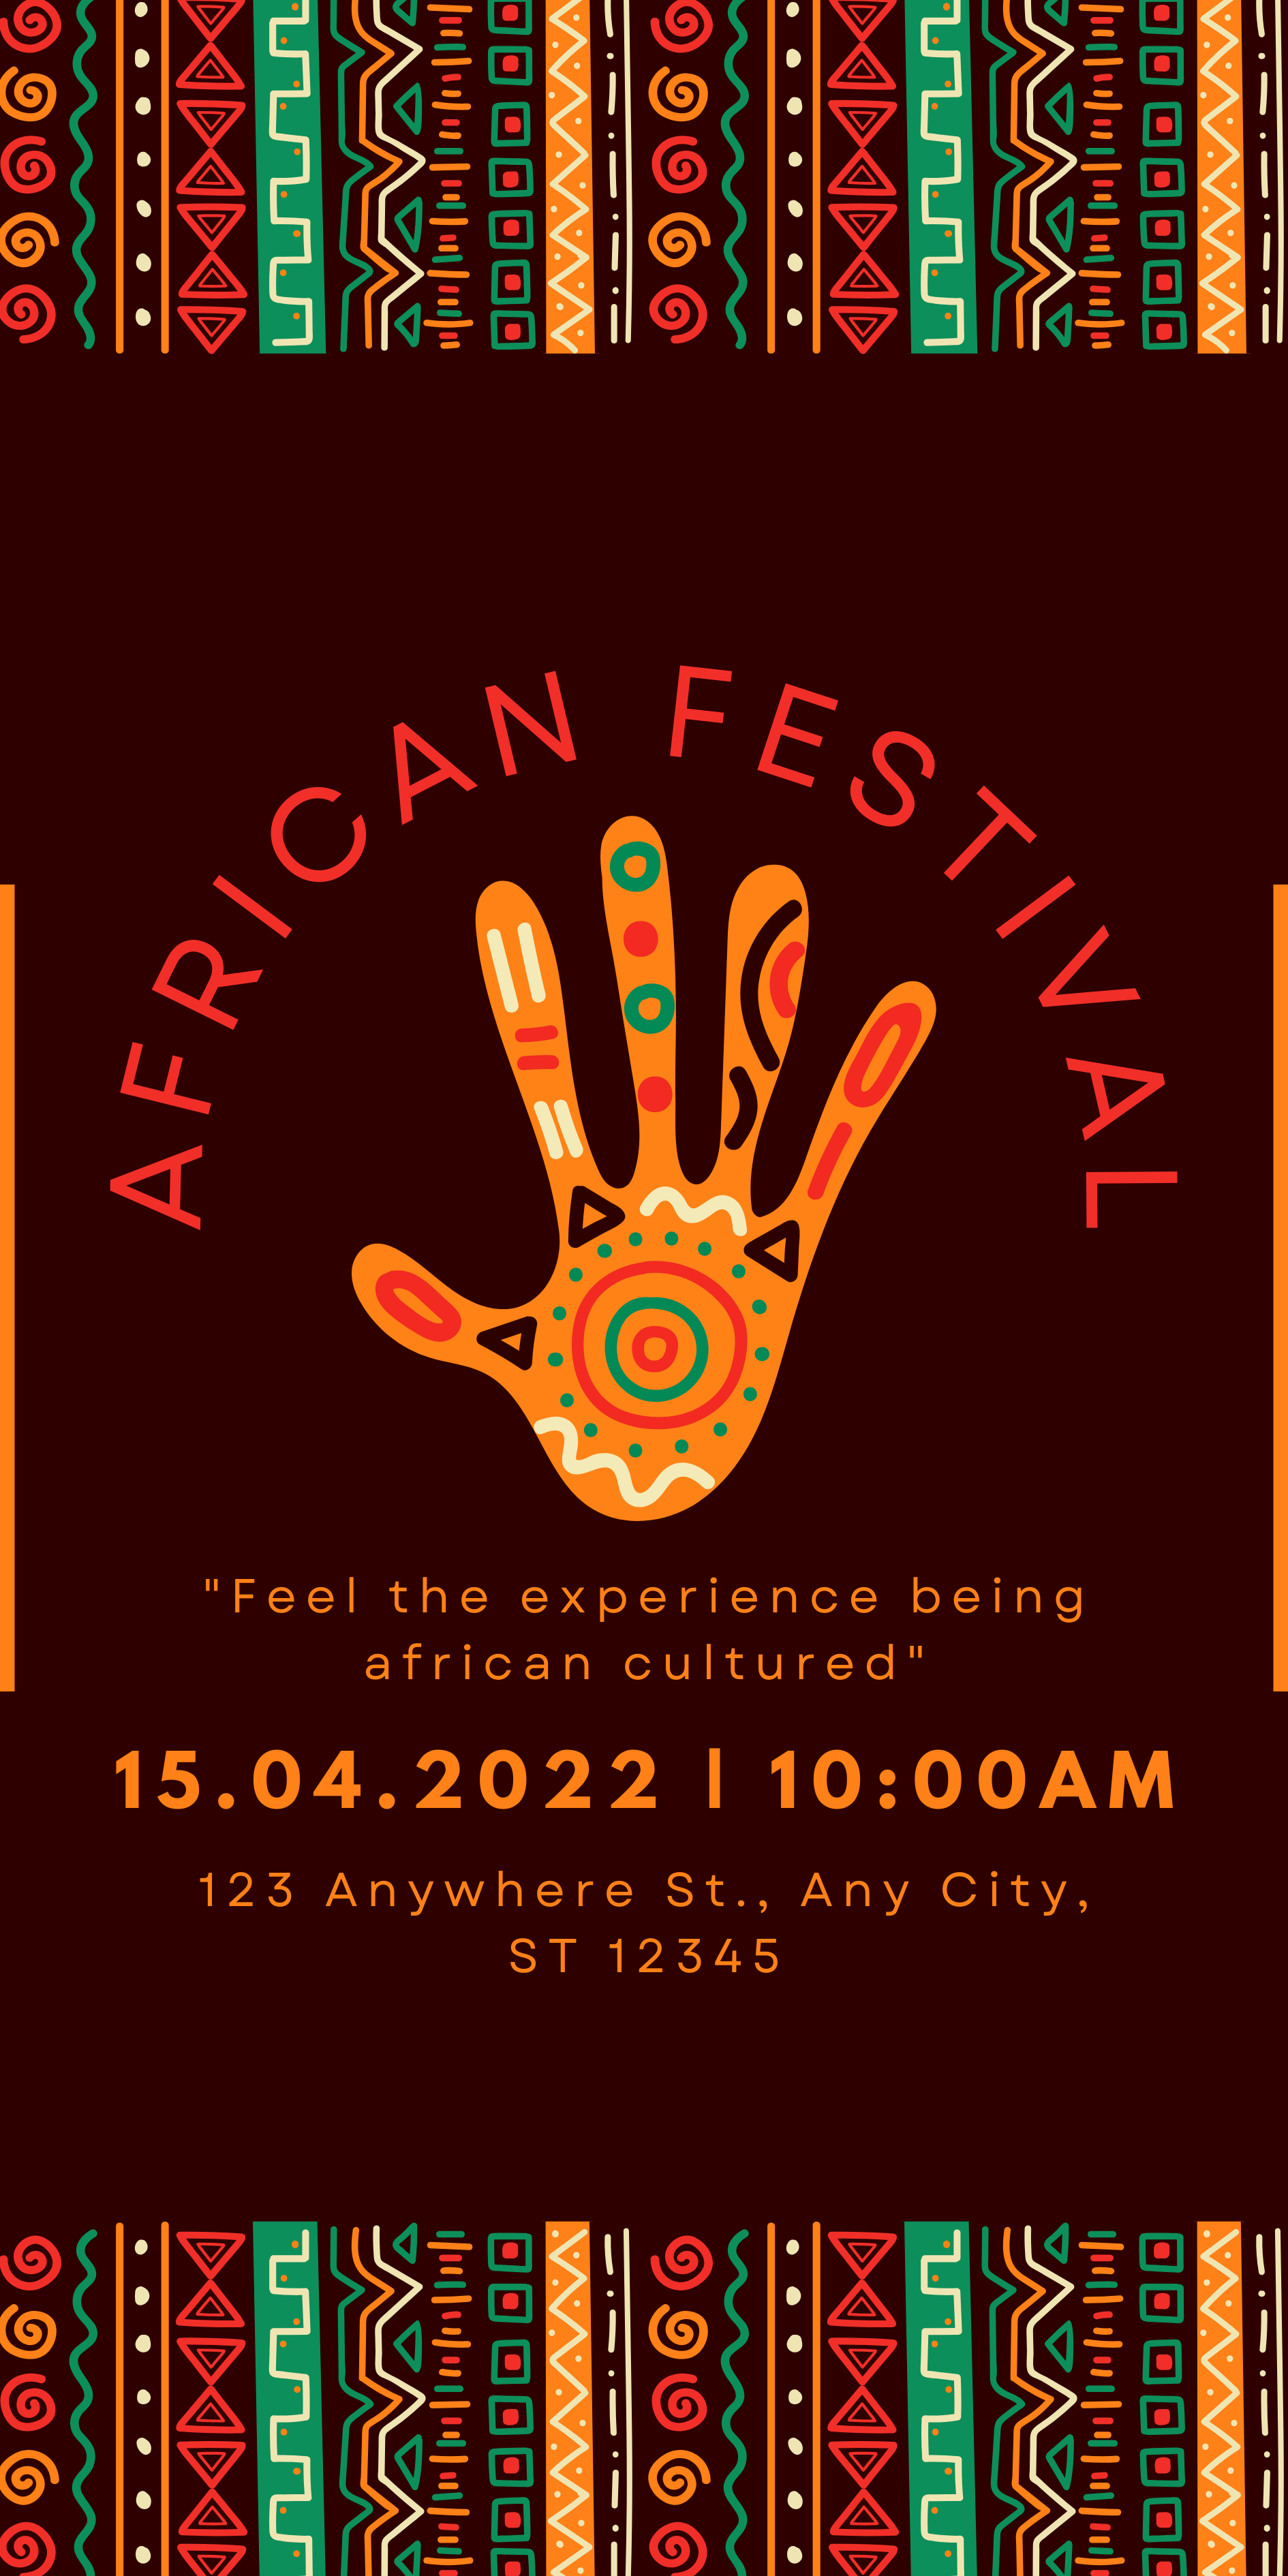 AFRICAN FESTIVAL
"Feel the experience being
african cultured"
15.04.2022 | 10:00AM
123 Anywhere St., Any City,
ST 12345